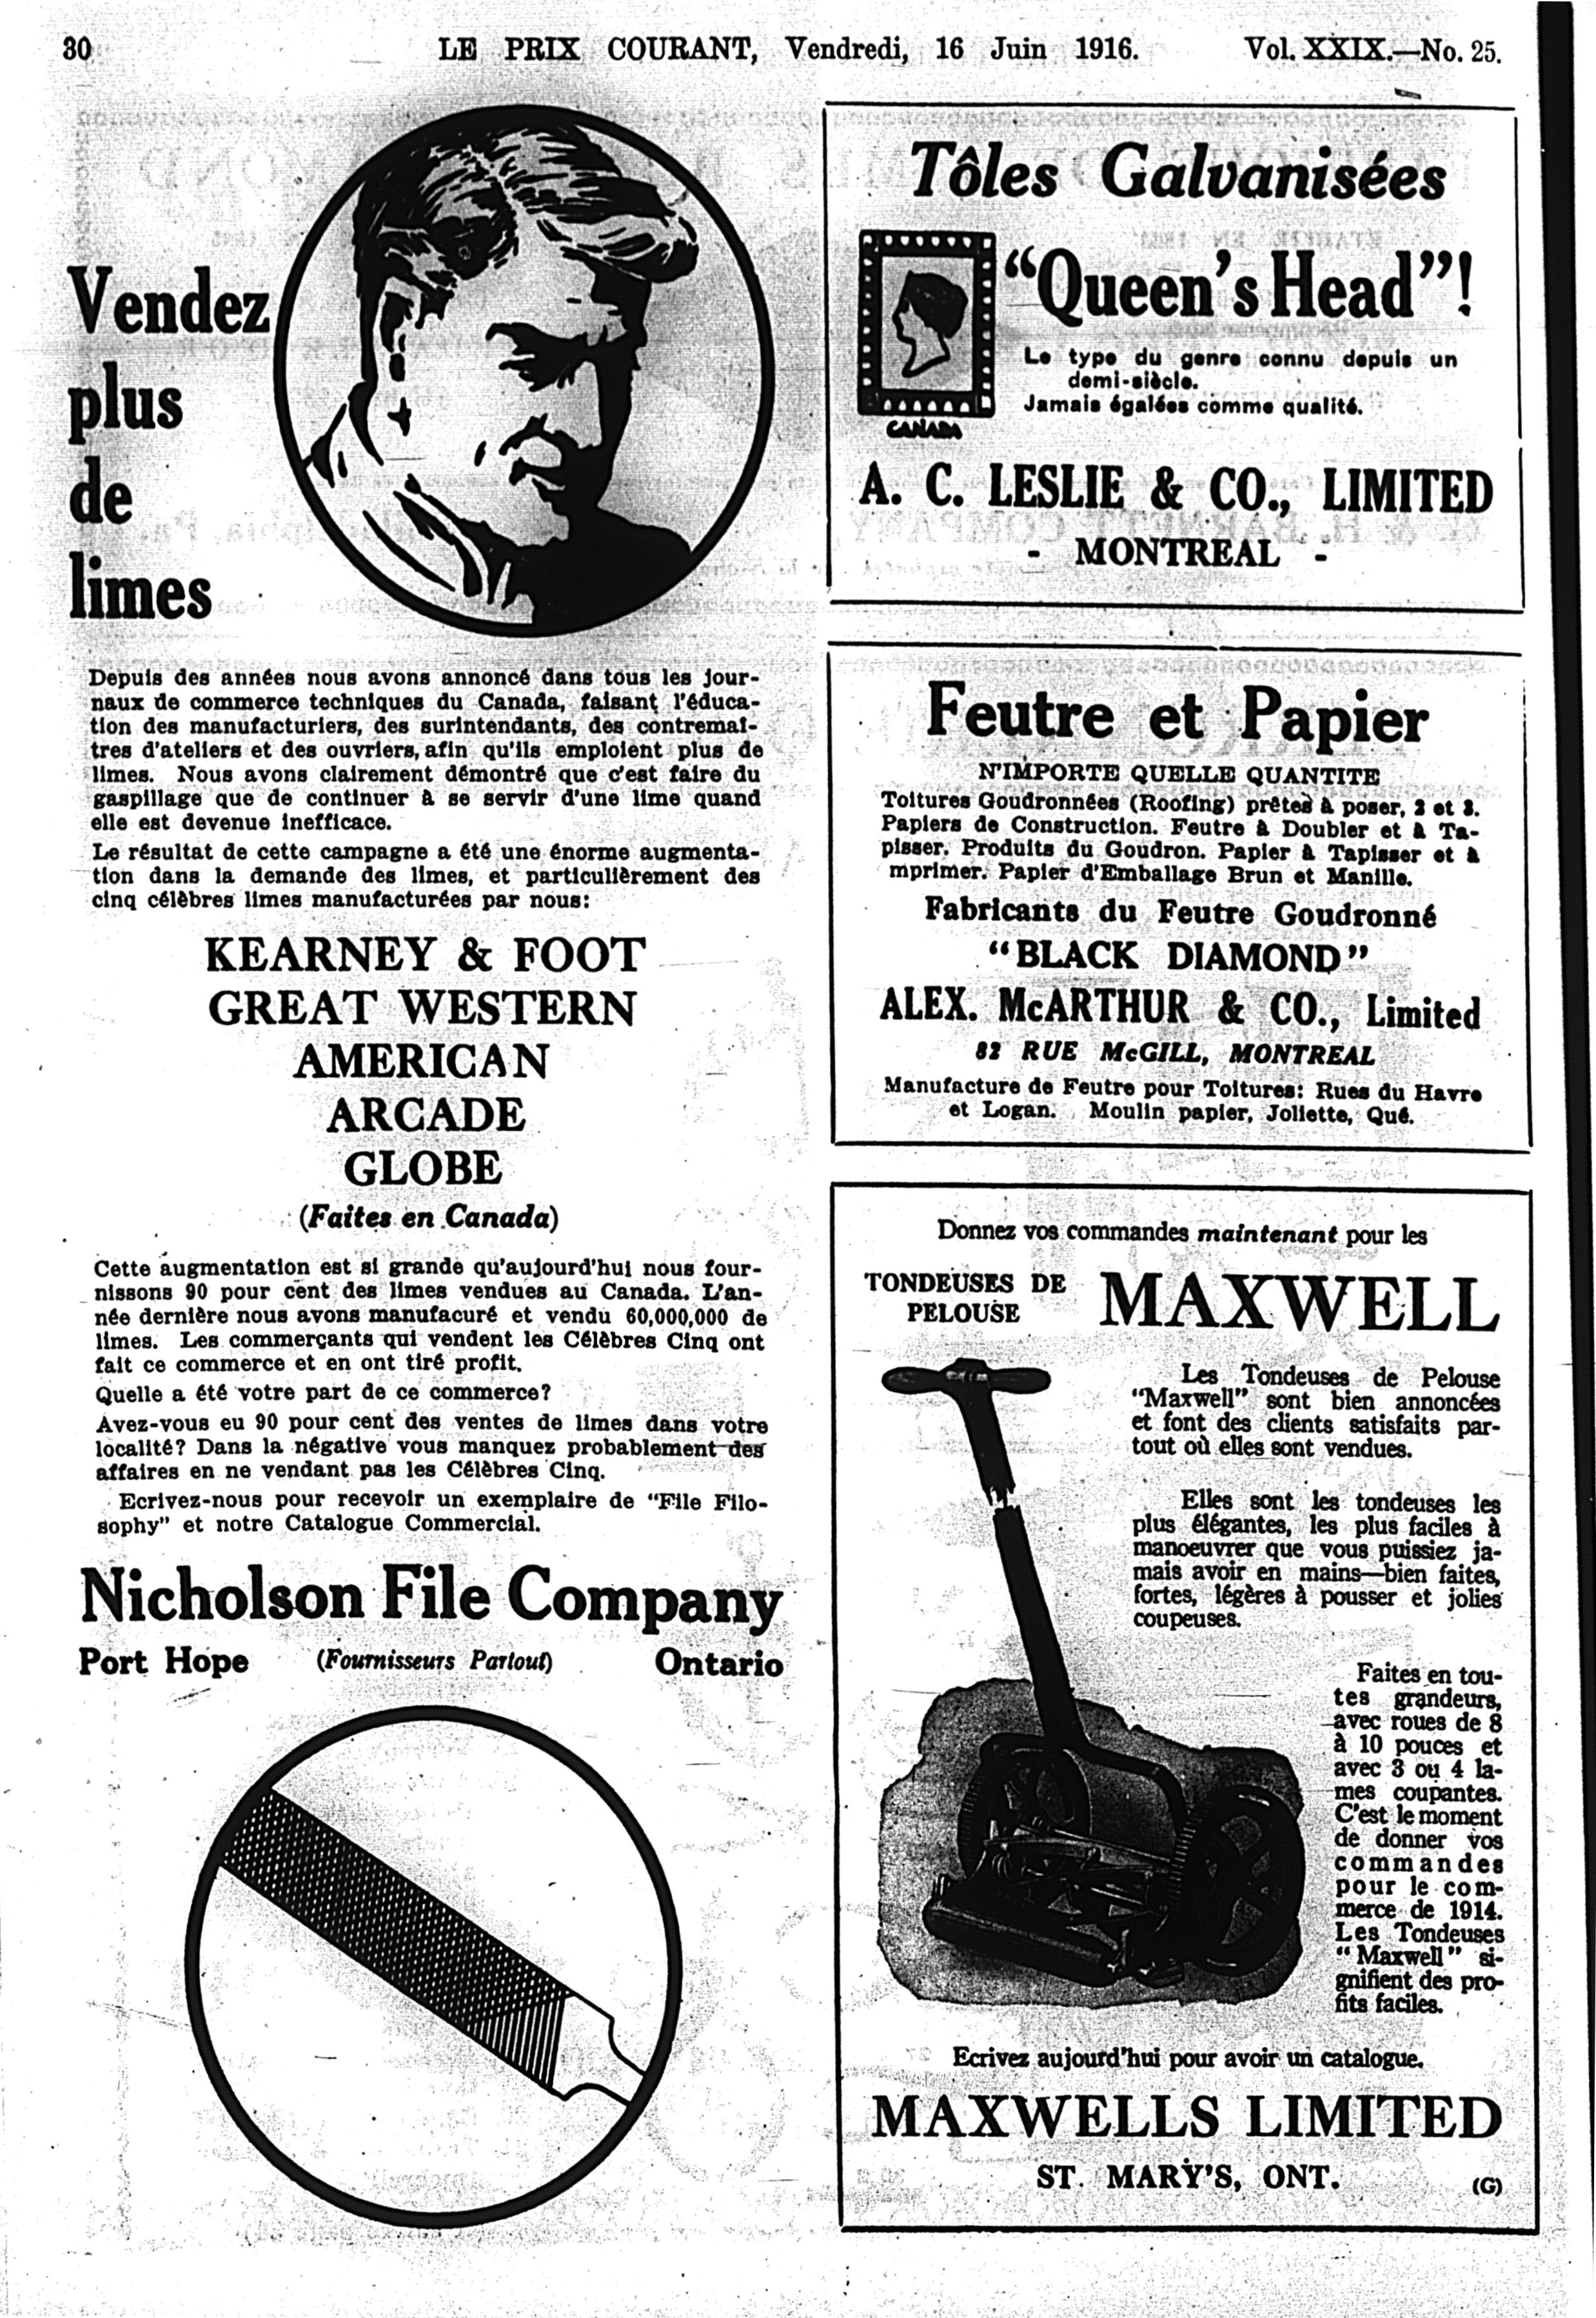 30
LE PRIX COURANT, Vendredi, 16 Juin 1916.
Vol. XXIX.—No. 25.
Vendez
plus
de
limes
Depuis des années nous avons annoncé dans tous les jour-
naux de commerce techniques du Canada, faisant l'éduca-
tion des manufacturiers, des surintendants, des contremaî-
tres d'ateliers et des ouvriers, afin qu'ils emploient plus de
limes. Nous avons clairement démontré que c'est faire du
gaspillage que de continuer à se servir d'une lime quand
elle est devenue inefficace.
Le résultat de cette campagne a été une énorme augmenta-
tion dans la demande des limes, et particulièrement des
cinq célèbres limes manufacturées par nous:
KEARNEY & FOOT
GREAT WESTERN
AMERICAN
ARCADE
GLOBE
(Faites en Canada)
Cette augmentation est si grande qu'aujourd'hui nous four-
nissons 90 pour cent des limes vendues au Canada. L'an-
née dernière nous avons manufacuré et vendu 60,000,000 de
limes. Les commerçants qui vendent les Célèbres Cinq ont
fait ce commerce et en ont tiré profit.
Quelle a été votre part de ce commerce?
Avez-vous eu 90 pour cent des ventes de limes dans votre
localité? Dans la négative vous manquez probablement des
affaires en ne vendant pas les Célèbres Cinq.
Ecrivez-nous pour recevoir un exemplaire de "File Filo-
sophy" et notre Catalogue Commercial.
Nicholson File Company
Port Hope (Fournisseurs Partout) Ontario
Tôles Galvanisées
"Queen's Head"!
Le type du genre connu depuis un
demi-siècle.
Jamais égalées comme qualité.
CANADA
A. C. LESLIE & CO., LIMITED
- MONTREAL -
Feutre et Papier
N'IMPORTE QUELLE QUANTITE
Toitures Goudronnées (Roofing) prêtes à poser, 2 et 3.
Papiers de Construction. Feutre à Doubler et à Ta-
pisser. Produits du Goudron. Papier à Tapisser et à
mprimer. Papier d'Emballage Brun et Manille.
Fabricants du Feutre Goudronné
"BLACK DIAMOND"
ALEX. McARTHUR & CO., Limited
82 RUE McGILL, MONTREAL
Manufacture de Feutre pour Toitures: Rues du Havre
et Logan. Moulin papier, Joliette, Qué.
Donnez vos commandes maintenant pour les
TONDEUSES DE
PELOUSE
MAXWELL
Les Tondeuses de Pelouse
"Maxwell" sont bien annoncées
et font des clients satisfaits par-
tout où elles sont vendues.
Elles sont les tondeuses les
plus élégantes, les plus faciles à
manoeuvrer que vous puissiez ja-
mais avoir en mains—bien faites,
fortes, légères à pousser et jolies
coupeuses.
Faites en tou-
tes grandeurs,
avec roues de 8
à 10 pouces et
avec 3 ou 4 la-
mes coupantes.
C'est le moment
de donner vos
commandes
pour le com-
merce de 1914.
Les Tondeuses
"Maxwell" si-
gnifient des pro-
fits faciles.
Ecrivez aujourd'hui pour avoir un catalogue.
MAXWELLS LIMITED
ST. MARY'S, ONT.
(G)